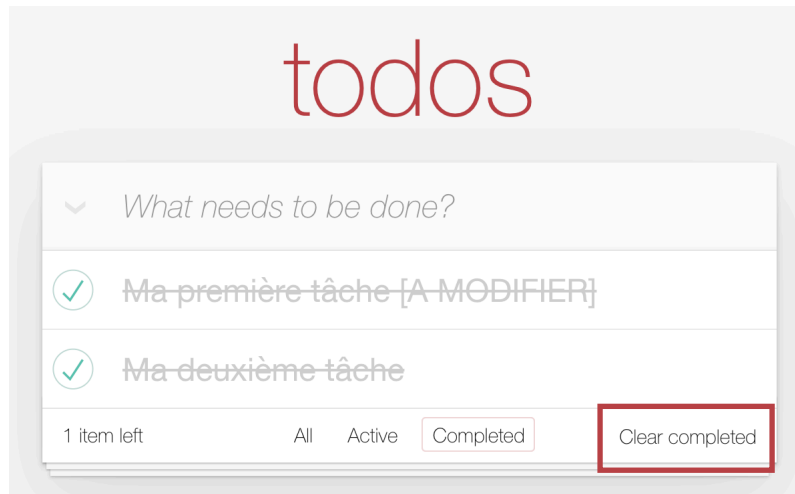 todos
What needs to be done?
Ma première tâche [A MODIFIER]
Ma deuxième tâche
1 item left All Active Completed Clear completed